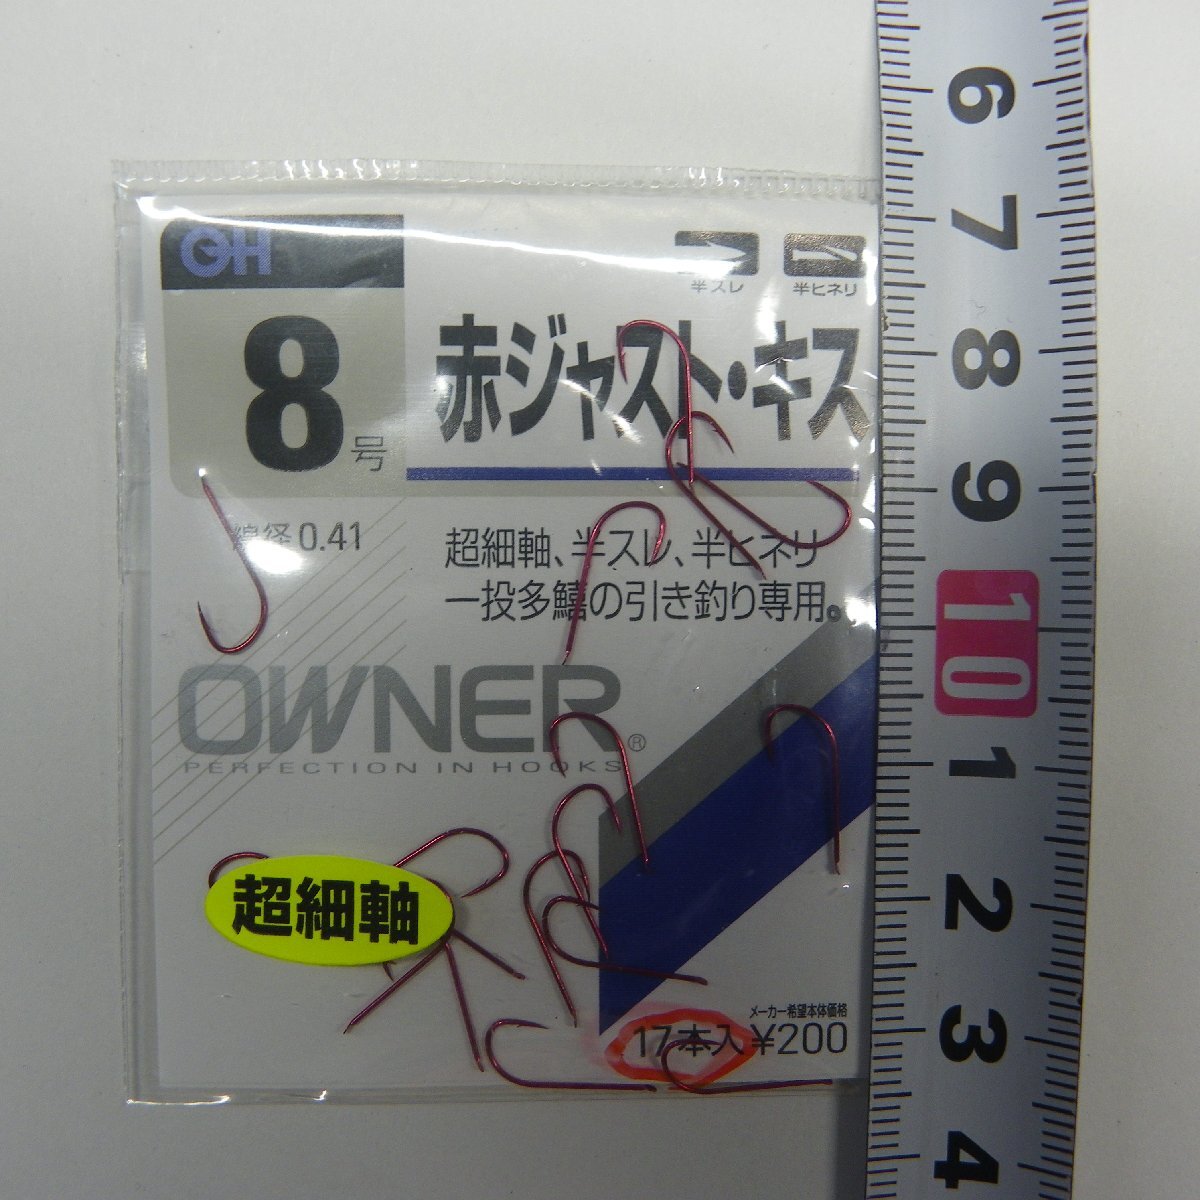 OH
半スレ 半ヒネリ
8号
赤ジャスト・キス
線径0.41
超細軸、半スレ、半ヒネリ
一投多鱚の引き釣り専用。
OWNER®
PERFECTION IN HOOKS
超細軸
メーカー希望本体価格
17本入 ¥200
6
7
8
9
10
1
2
3
4